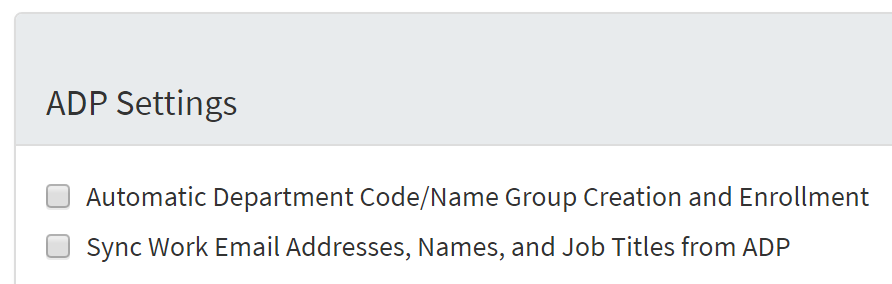 ADP Settings
Automatic Department Code/Name Group Creation and Enrollment
Sync Work Email Addresses, Names, and Job Titles from ADP